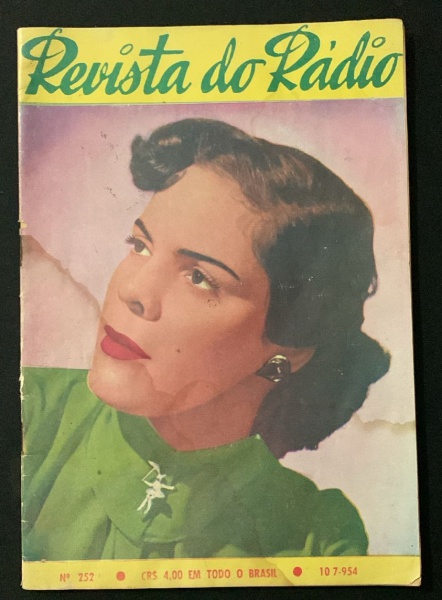 Revista do Rádio
Nº 252 • CR$ 4,00 EM TODO O BRASIL • 10 7-954